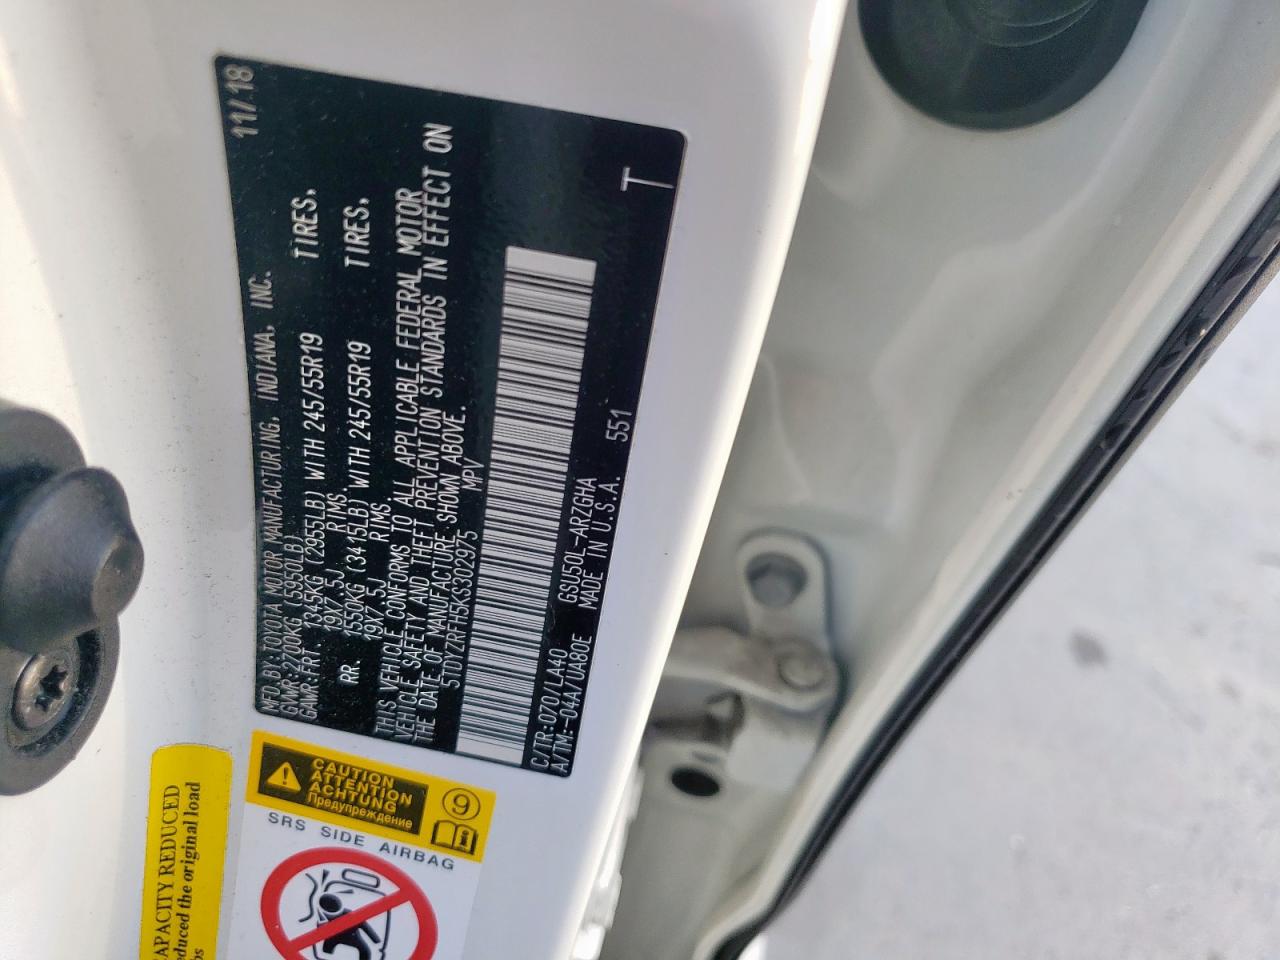 MFD. BY: TOYOTA MOTOR MANUFACTURING, INDIANA, INC. 11/18
GVWR: 2700KG (5950LB)
GAWR: FRT 1345KG (2955LB) WITH 245/55R19 TIRES,
19X7.5J RIMS.
RR. 1550KG (3415LB) WITH 245/55R19 TIRES,
19X7.5J RIMS.
THIS VEHICLE CONFORMS TO ALL APPLICABLE FEDERAL MOTOR
VEHICLE SAFETY AND THEFT PREVENTION STANDARDS IN EFFECT ON
THE DATE OF MANUFACTURE SHOWN ABOVE.
5TDYZRFH5KS302975 MPV
C/TR: 070/LA40 GSU50L-ARZGHA 551 T
A/TM: -04A/UA80E MADE IN U.S.A.
CAUTION
ATTENTION
ACHTUNG
Предупреждение
9
SRS SIDE AIRBAG
CAPACITY REDUCED
the original load